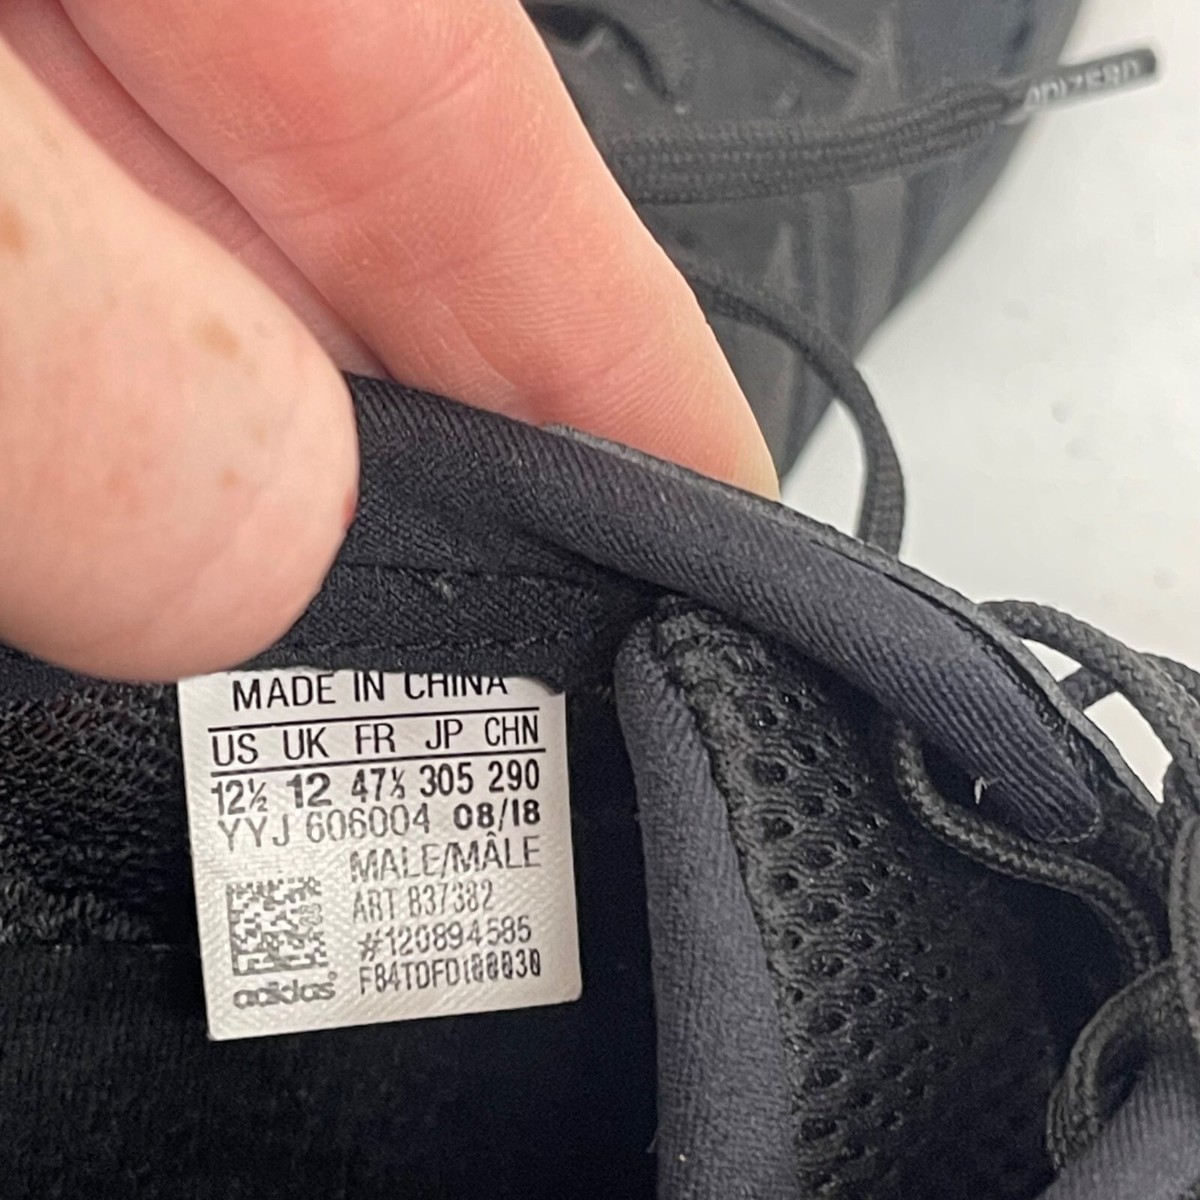 ADIZERO
MADE IN CHINA
US UK FR JP CHN
12½ 12 47⅓ 305 290
YYJ 606004 08/18
MALE/MÂLE
ART B37382
#120894585
adidas